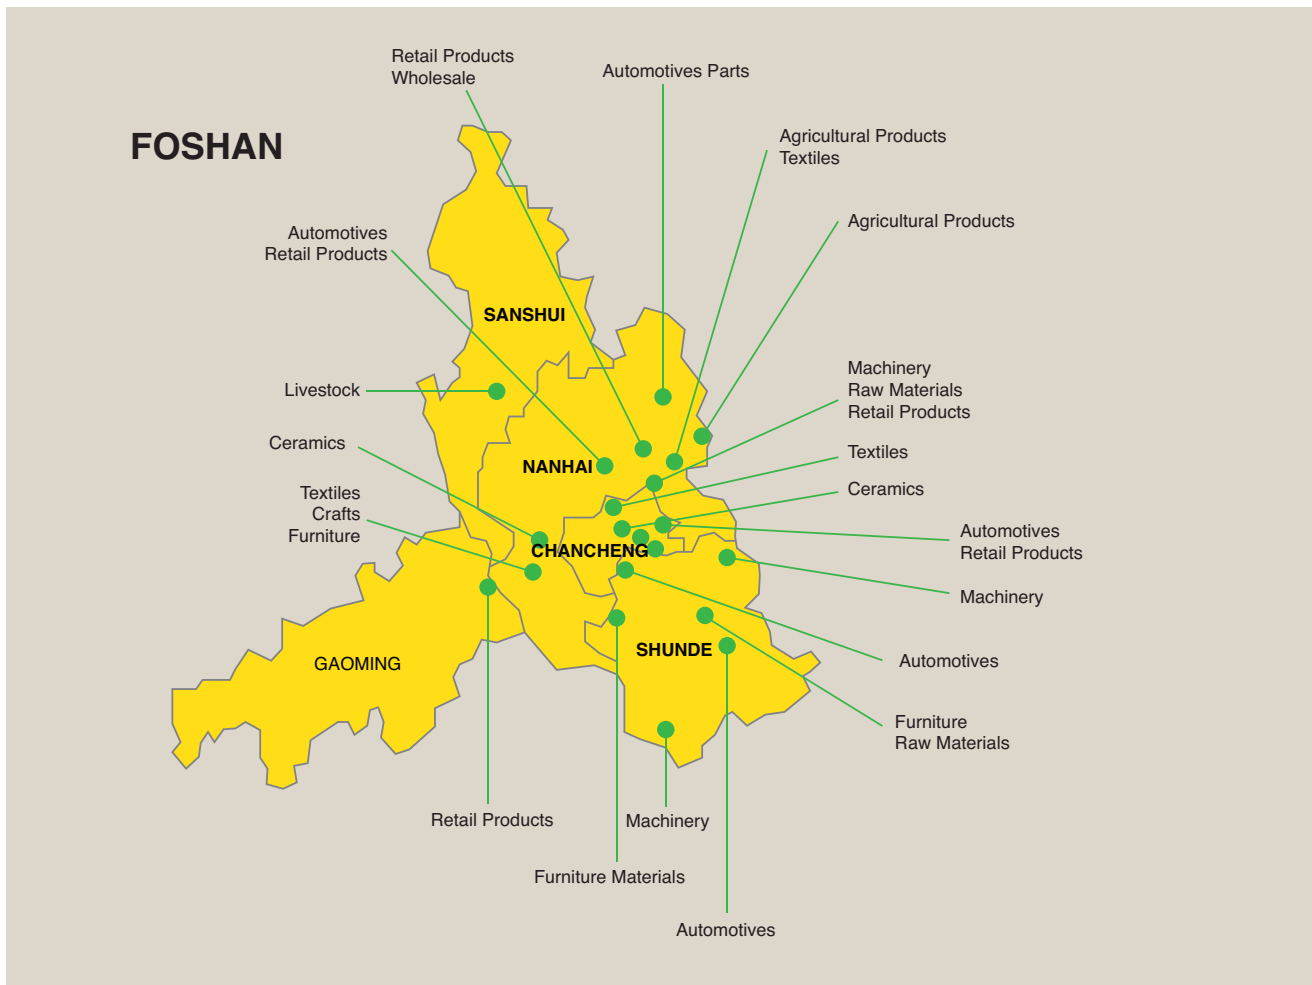 FOSHAN
Retail Products
Wholesale
Automotives Parts
Agricultural Products
Textiles
Agricultural Products
Automotives
Retail Products
SANSHUI
Livestock
Machinery
Raw Materials
Retail Products
Ceramics
NANHAI
Textiles
Ceramics
Textiles
Crafts
Furniture
CHANCHENG
Automotives
Retail Products
Machinery
GAOMING
SHUNDE
Automotives
Furniture
Raw Materials
Retail Products
Machinery
Furniture Materials
Automotives